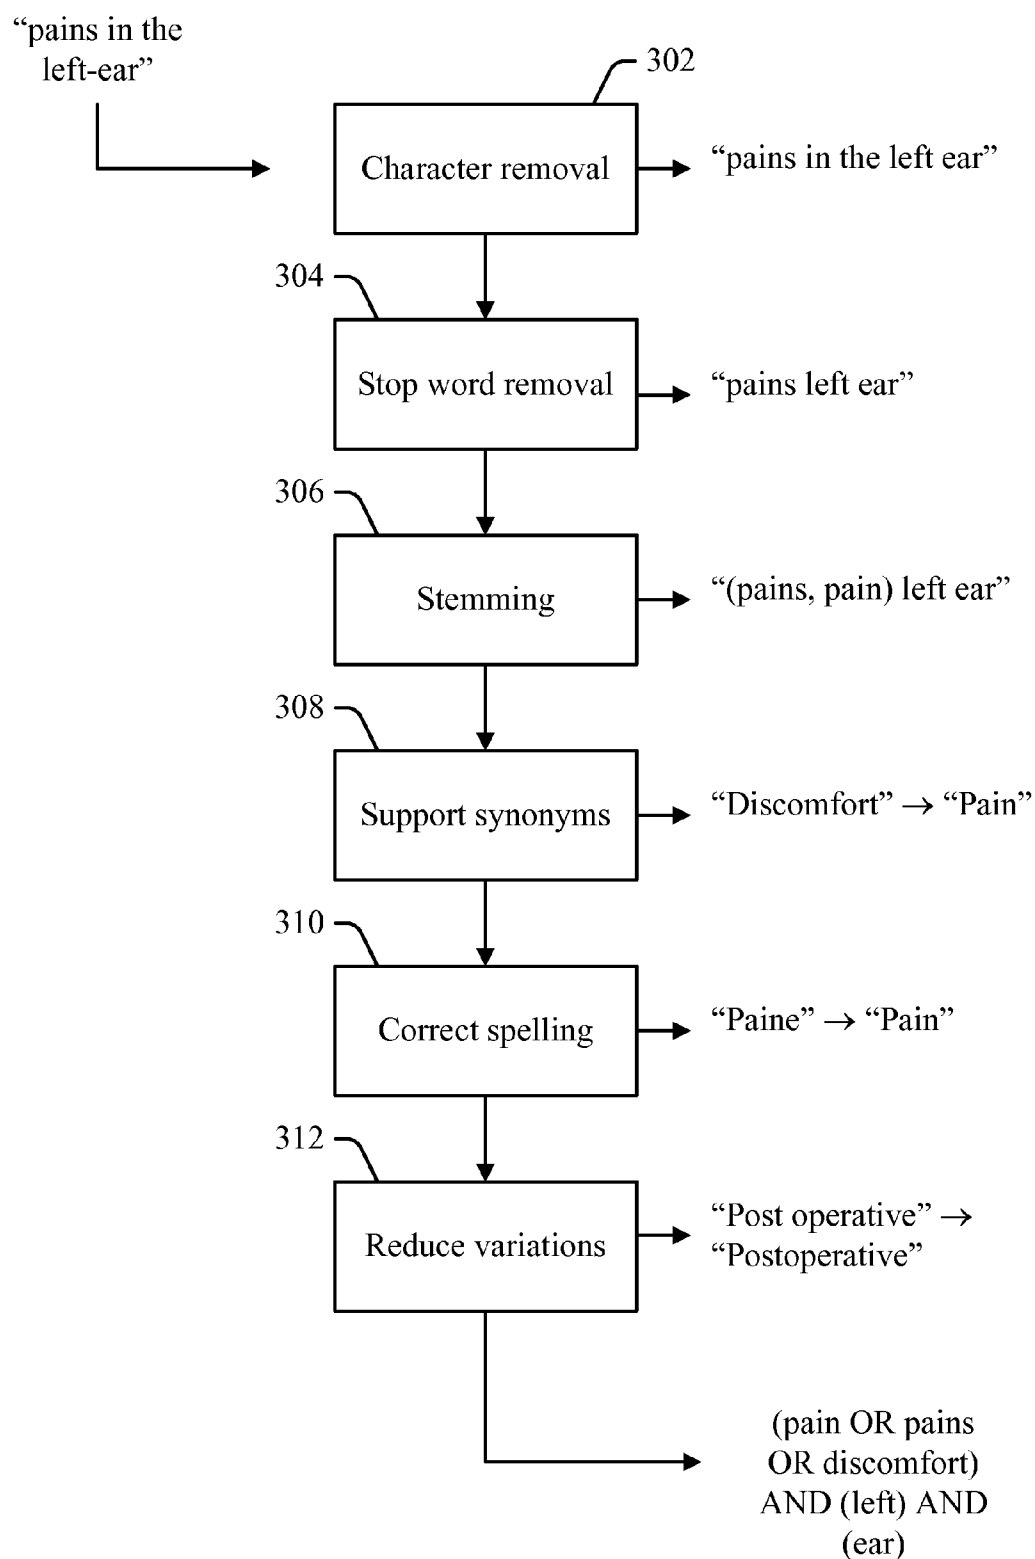 “pains in the
left-ear”
302
Character removal
“pains in the left ear”
304
Stop word removal
“pains left ear”
306
Stemming
“(pains, pain) left ear”
308
Support synonyms
“Discomfort” → “Pain”
310
Correct spelling
“Paine” → “Pain”
312
Reduce variations
“Post operative” →
“Postoperative”
(pain OR pains
OR discomfort)
AND (left) AND
(ear)